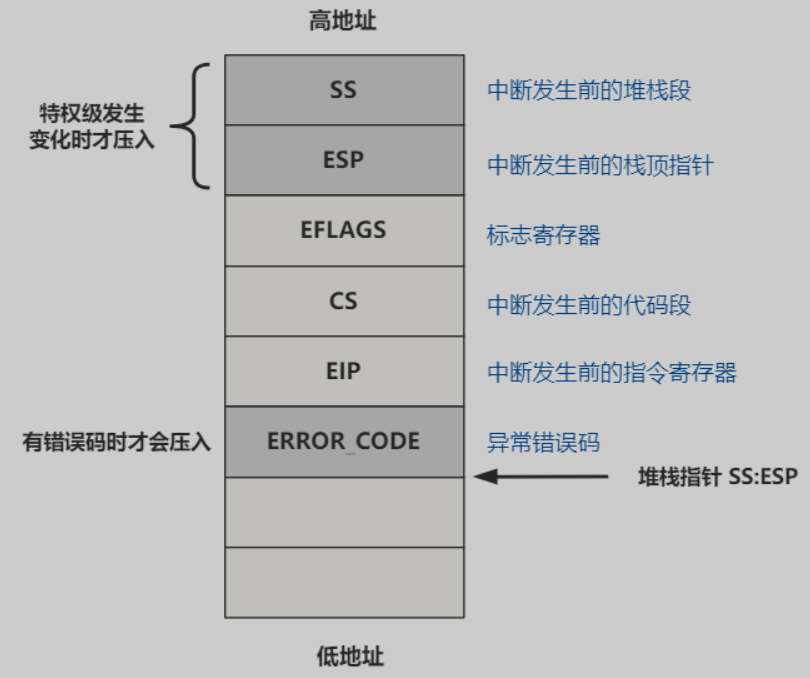 高地址
SS
中断发生前的堆栈段
特权级发生
变化时才压入
ESP
中断发生前的栈顶指针
EFLAGS
标志寄存器
CS
中断发生前的代码段
EIP
中断发生前的指令寄存器
有错误码时才会压入
ERROR_CODE
异常错误码
堆栈指针 SS:ESP
低地址